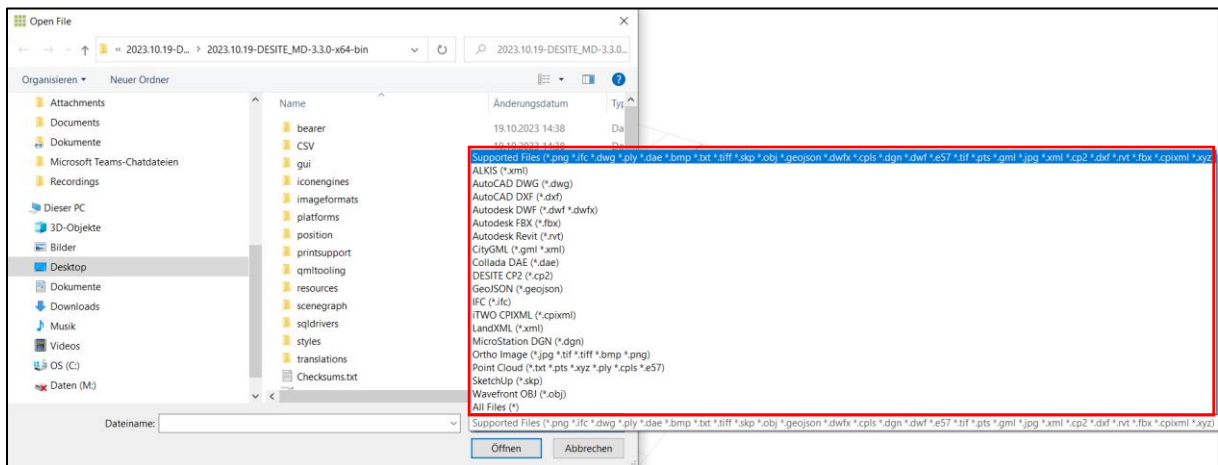 Open File
« 2023.10.19-D... › 2023.10.19-DESITE_MD-3.3.0-x64-bin
2023.10.19-DESITE_MD-3.3.0...
Organisieren Neuer Ordner
Attachments
Documents
Dokumente
Microsoft Teams-Chatdateien
Recordings
Dieser PC
3D-Objekte
Bilder
Desktop
Dokumente
Downloads
Musik
Videos
OS (C:)
Daten (M:)
Name Änderungsdatum Typ
bearer 19.10.2023 14:38 Da
CSV 19.10.2023 14:38 Da
gui
iconengines
imageformats
platforms
position
printsupport
qmltooling
resources
scenegraph
sqldrivers
styles
translations
Checksums.txt
Supported Files (*.png *.ifc *.dwg *.ply *.dae *.bmp *.txt *.tiff *.skp *.obj *.geojson *.dwfx *.cpls *.dgn *.dwf *.e57 *.tif *.pts *.gml *.jpg *.xml *.cp2 *.dxf *.rvt *.fbx *.cpixml *.xyz)
ALKIS (*.xml)
AutoCAD DWG (*.dwg)
AutoCAD DXF (*.dxf)
Autodesk DWF (*.dwf *.dwfx)
Autodesk FBX (*.fbx)
Autodesk Revit (*.rvt)
CityGML (*.gml *.xml)
Collada DAE (*.dae)
DESITE CP2 (*.cp2)
GeoJSON (*.geojson)
IFC (*.ifc)
iTWO CPIXML (*.cpixml)
LandXML (*.xml)
MicroStation DGN (*.dgn)
Ortho Image (*.jpg *.tif *.tiff *.bmp *.png)
Point Cloud (*.txt *.pts *.xyz *.ply *.cpls *.e57)
SketchUp (*.skp)
Wavefront OBJ (*.obj)
All Files (*)
Dateiname:
Supported Files (*.png *.ifc *.dwg *.ply *.dae *.bmp *.txt *.tiff *.skp *.obj *.geojson *.dwfx *.cpls *.dgn *.dwf *.e57 *.tif *.pts *.gml *.jpg *.xml *.cp2 *.dxf *.rvt *.fbx *.cpixml *.xyz)
Öffnen Abbrechen